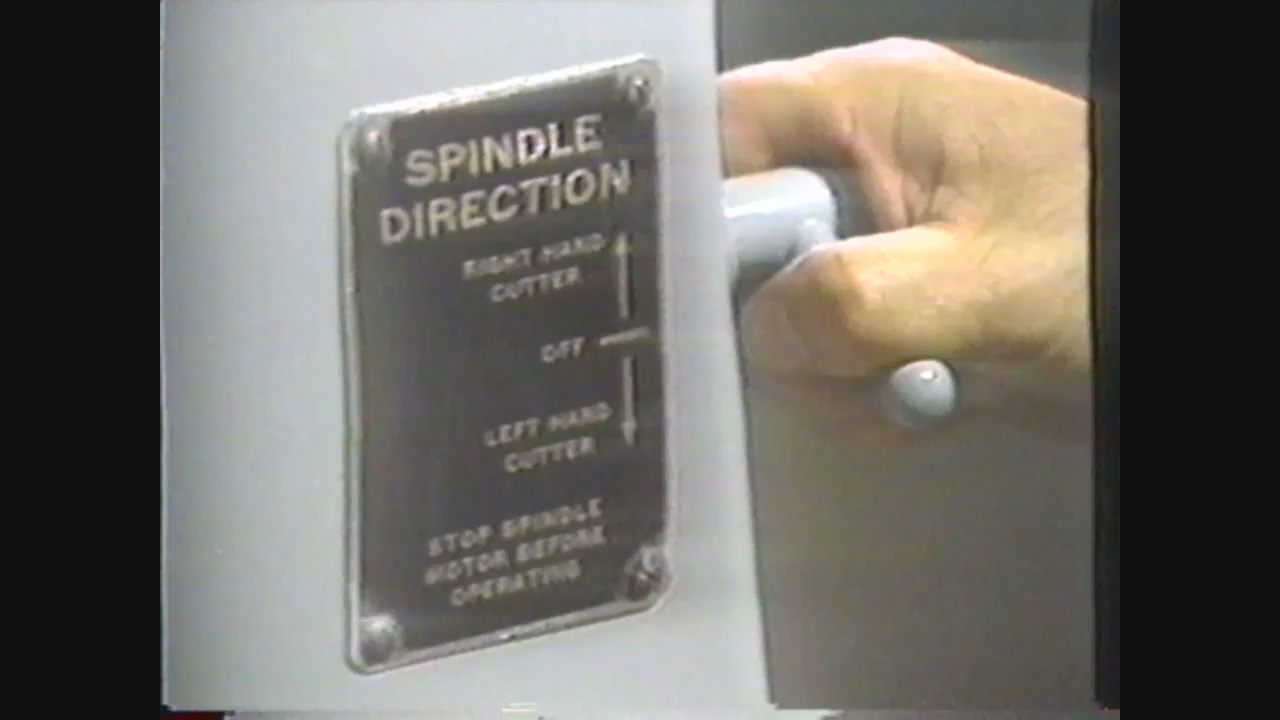 SPINDLE
DIRECTION
RIGHT HAND
CUTTER
OFF
LEFT HAND
CUTTER
STOP SPINDLE
MOTOR BEFORE
OPERATING